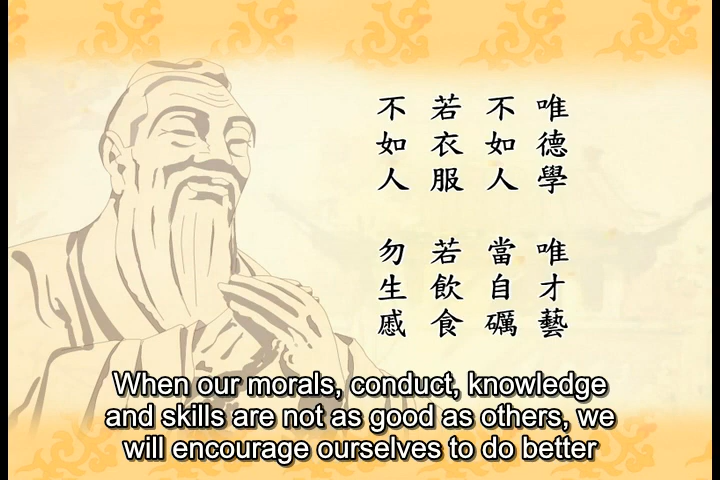 唯德學 唯才藝
不如人 當自礪
若衣服 若飲食
不如人 勿生慼
When our morals, conduct, knowledge
and skills are not as good as others, we
will encourage ourselves to do better